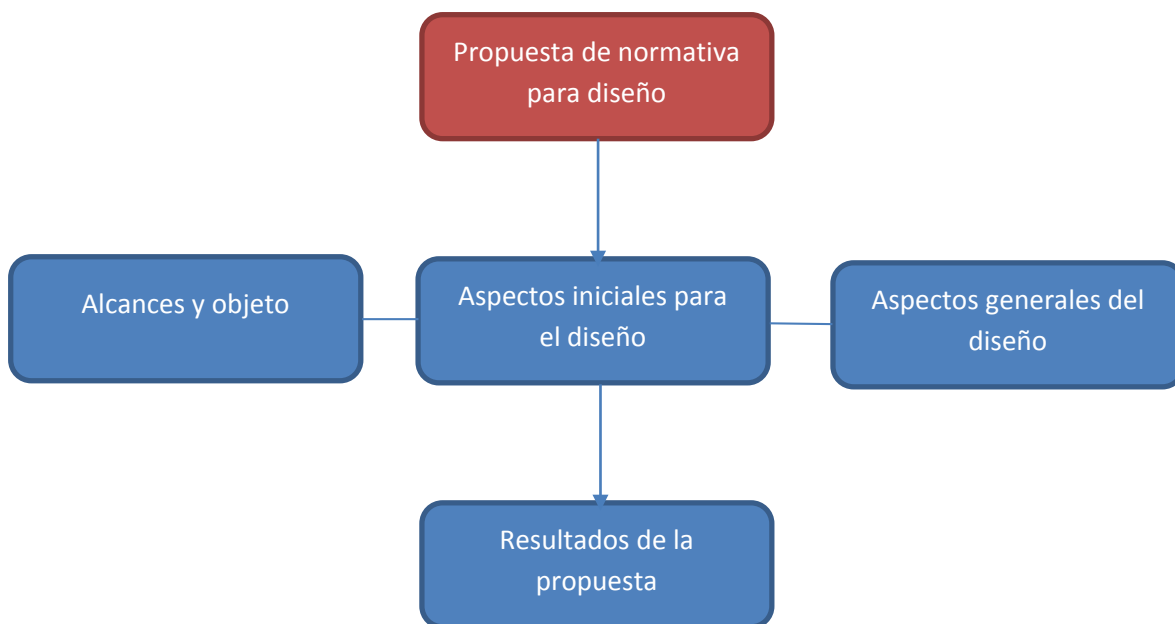 Propuesta de normativa
para diseño
Alcances y objeto
Aspectos iniciales para
el diseño
Aspectos generales del
diseño
Resultados de la
propuesta